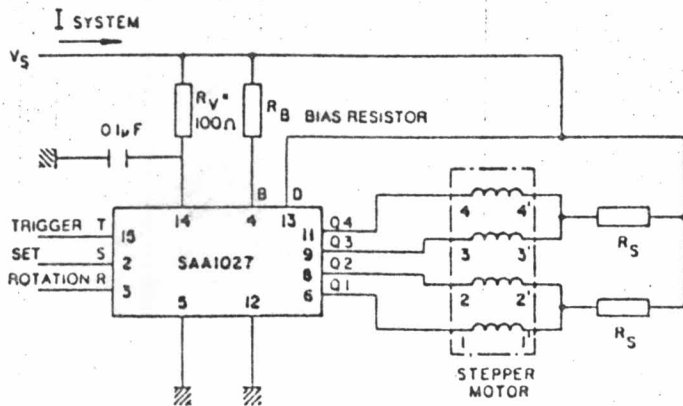 I SYSTEM
VS
RV*
100Ω
RB BIAS RESISTOR
01µF
B D
14 4 13
TRIGGER T 15
SET S 2
ROTATION R 3
SAA1027
5 12
11 Q4
9 Q3
8 Q2
6 Q1
4 4'
3 3'
2 2'
1 1'
RS
RS
STEPPER
MOTOR